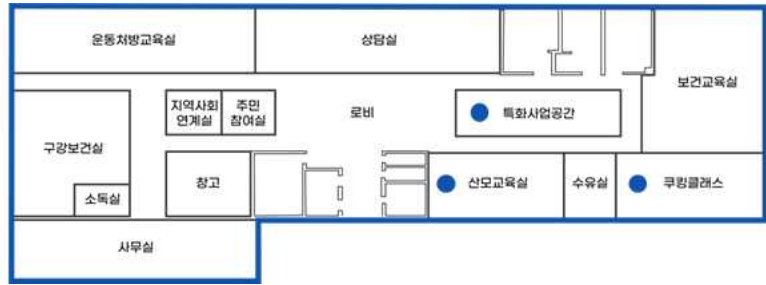 운동처방교육실
상담실
보건교육실
지역사회
연계실
주민
참여실
로비
특화사업공간
구강보건실
소독실
창고
산모교육실
수유실
쿠킹클래스
사무실